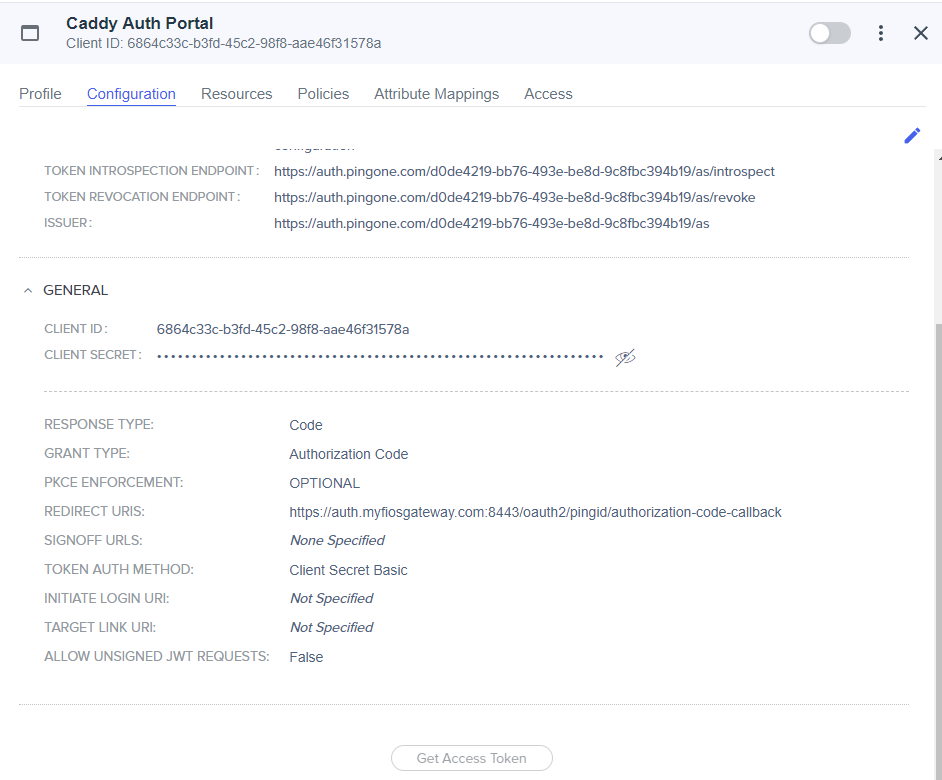 Caddy Auth Portal
Client ID: 6864c33c-b3fd-45c2-98f8-aae46f31578a
Profile Configuration Resources Policies Attribute Mappings Access
configuration
TOKEN INTROSPECTION ENDPOINT: https://auth.pingone.com/d0de4219-bb76-493e-be8d-9c8fbc394b19/as/introspect
TOKEN REVOCATION ENDPOINT: https://auth.pingone.com/d0de4219-bb76-493e-be8d-9c8fbc394b19/as/revoke
ISSUER: https://auth.pingone.com/d0de4219-bb76-493e-be8d-9c8fbc394b19/as
GENERAL
CLIENT ID: 6864c33c-b3fd-45c2-98f8-aae46f31578a
CLIENT SECRET: ••••••••••••••••••••••••••••••••••••••••••••••••••••••••••••••••
RESPONSE TYPE: Code
GRANT TYPE: Authorization Code
PKCE ENFORCEMENT: OPTIONAL
REDIRECT URIS: https://auth.myfiosgateway.com:8443/oauth2/pingid/authorization-code-callback
SIGNOFF URLS: None Specified
TOKEN AUTH METHOD: Client Secret Basic
INITIATE LOGIN URI: Not Specified
TARGET LINK URI: Not Specified
ALLOW UNSIGNED JWT REQUESTS: False
Get Access Token